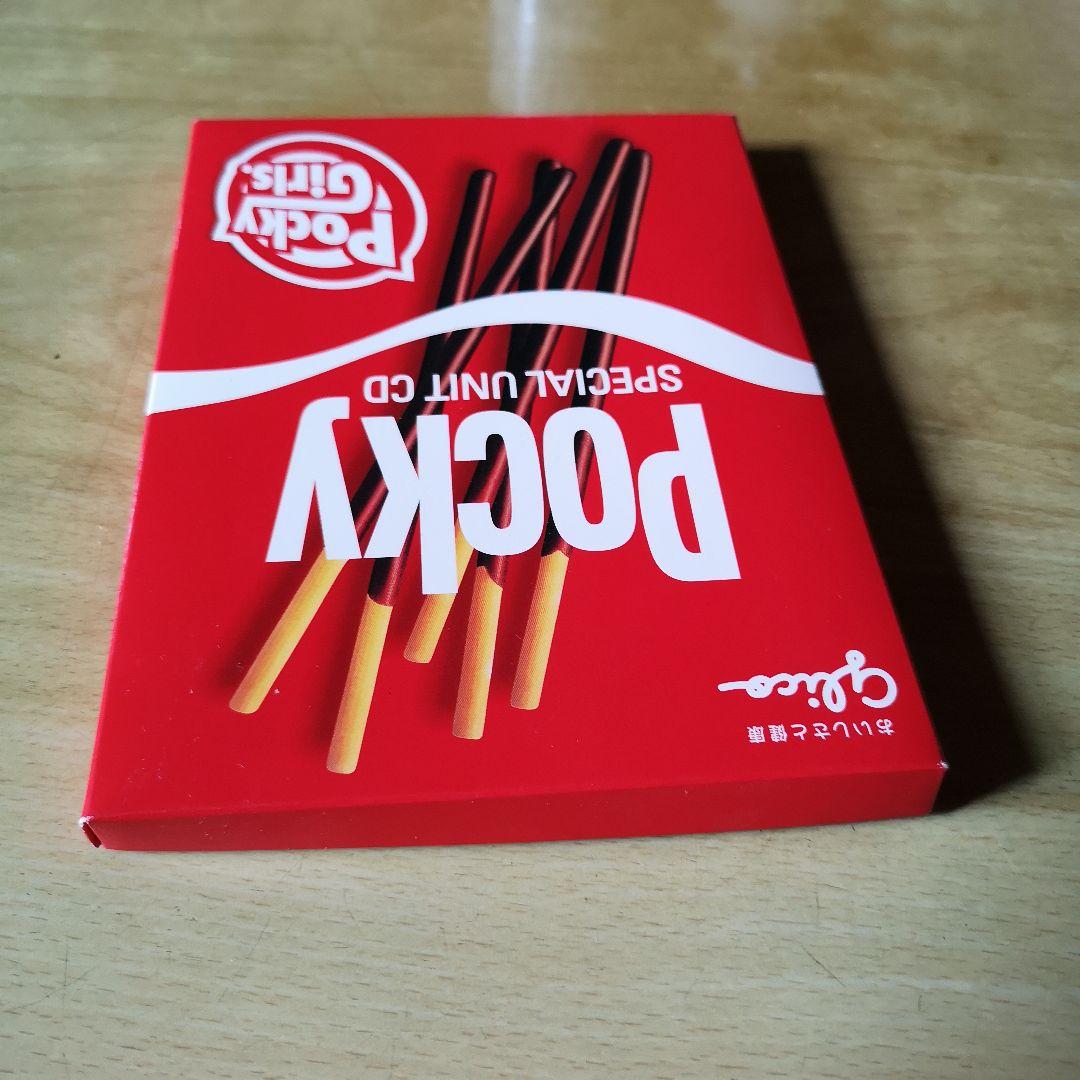 おいしさと健康
glico
Pocky
SPECIAL UNIT CD
Pocky
Girls.